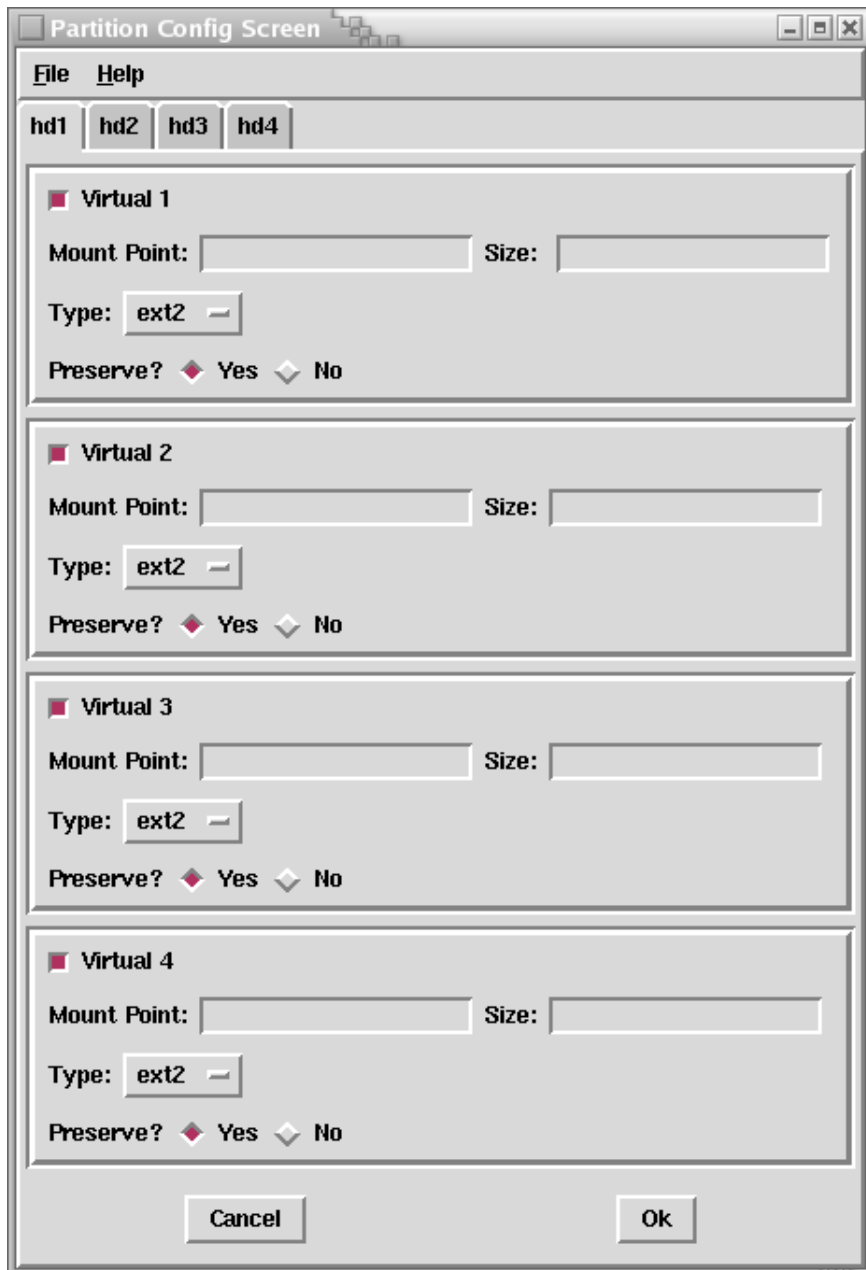 Partition Config Screen
File Help
hd1 hd2 hd3 hd4
Virtual 1
Mount Point: Size:
Type: ext2
Preserve? Yes No
Virtual 2
Mount Point: Size:
Type: ext2
Preserve? Yes No
Virtual 3
Mount Point: Size:
Type: ext2
Preserve? Yes No
Virtual 4
Mount Point: Size:
Type: ext2
Preserve? Yes No
Cancel Ok